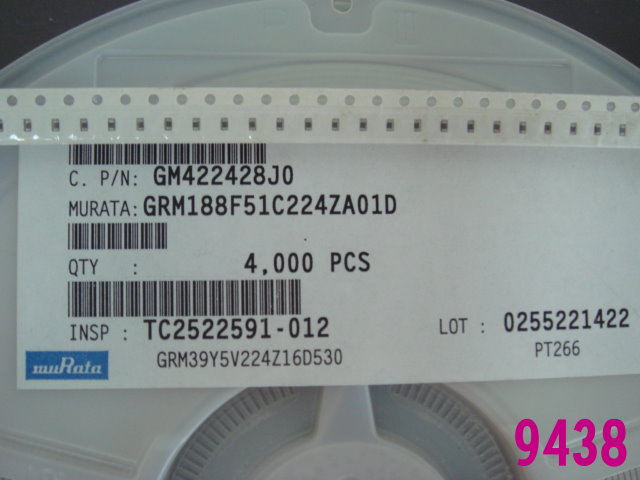 C. P/N: GM422428J0
MURATA: GRM188F51C224ZA01D
QTY : 4,000 PCS
INSP : TC2522591-012 LOT : 0255221422
GRM39Y5V224Z16D530 PT266
muRata
9438